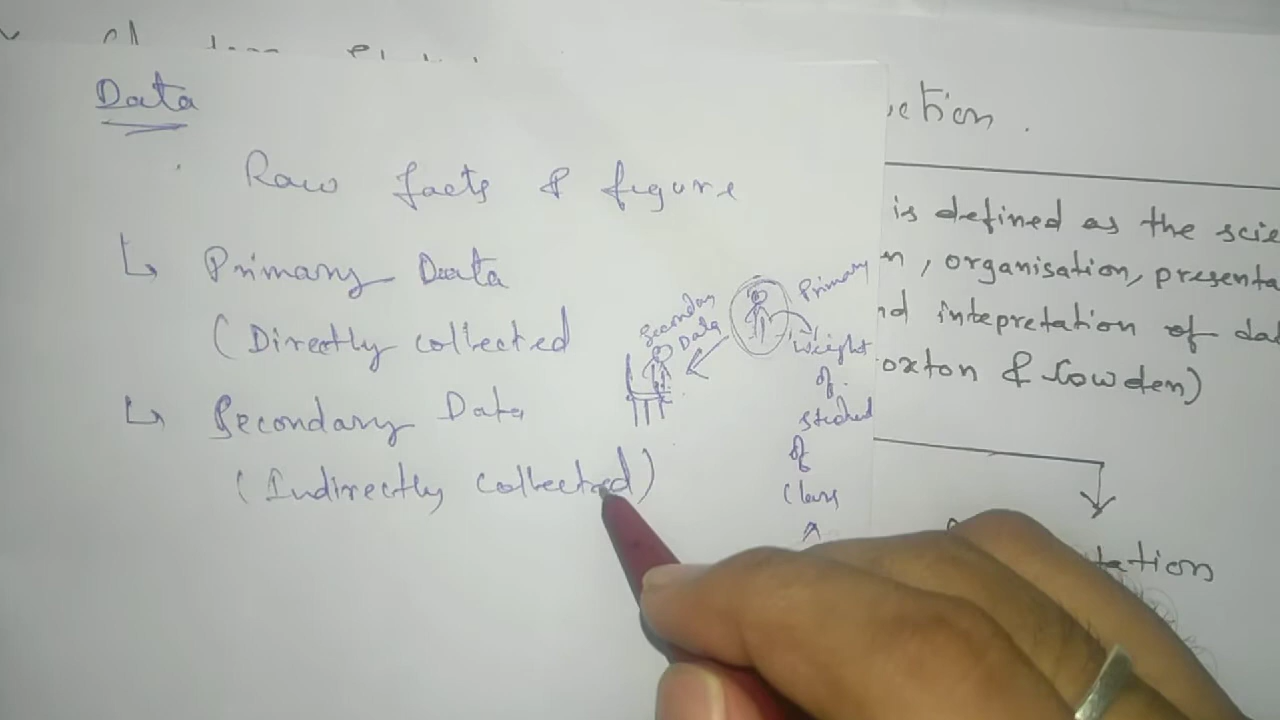 Data
Raw facts & figure
Primary Data
(Directly collected
Secondary Data
(Indirectly collected)
Secondary
Data
Primary
Weight
of
student
of
Class
A
ction.
is defined as the scie
n, organisation, presenta
nd intepretation of da
oxton & Cowden)
tation